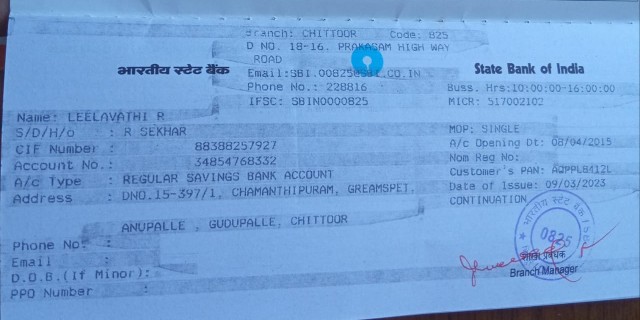 Branch: CHITTOOR Code: 825
D NO. 18-16. PRAKASAM HIGH WAY
ROAD
भारतीय स्टेट बैंक
State Bank of India
Email:SBI.00825@SBI.CO.IN
Phone No.: 228816
Buss. Hrs:10:00:00-16:00:00
IFSC: SBIN0000825
MICR: 517002102
Name: LEELAVATHI R
S/D/H/o : R SEKHAR
MOP: SINGLE
CIF Number : 88388257927
A/c Opening Dt: 08/04/2015
Account No.: 34854768332
Nom Reg No:
A/c Type : REGULAR SAVINGS BANK ACCOUNT
Customer's PAN:
Address : DNO.15-397/1, CHAMANTHIPURAM, GREAMSPET,
Date of Issue: 09/03/2023
CONTINUATION
ANUPALLE , GUDUPALLE, CHITTOOR
Phone No:
Email :
D.O.B.(If Minor):
PPO Number :
भारतीय स्टेट बैंक
0825
शाखा प्रबंधक
Branch Manager